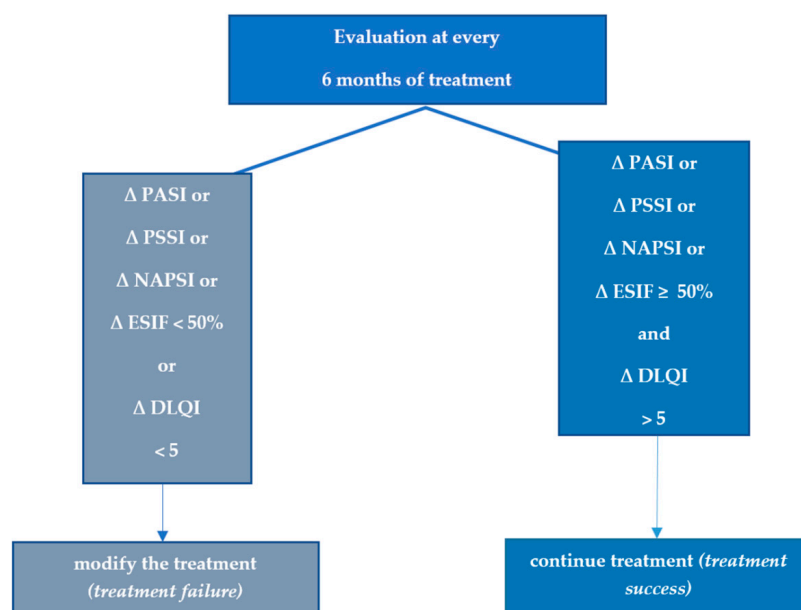 Evaluation at every
6 months of treatment
Δ PASI or
Δ PSSI or
Δ NAPSI or
Δ ESIF < 50%
or
Δ DLQI
< 5
Δ PASI or
Δ PSSI or
Δ NAPSI or
Δ ESIF ≥ 50%
and
Δ DLQI
> 5
modify the treatment
(treatment failure)
continue treatment (treatment
success)